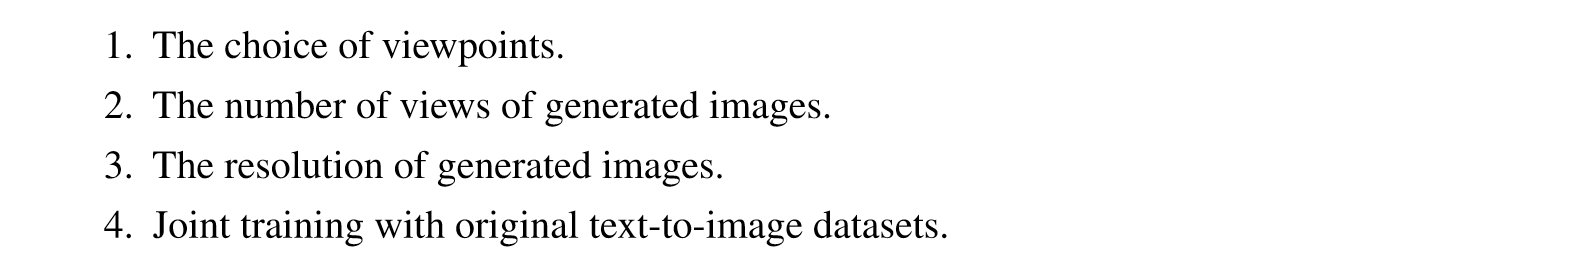 1. The choice of viewpoints.
2. The number of views of generated images.
3. The resolution of generated images.
4. Joint training with original text-to-image datasets.